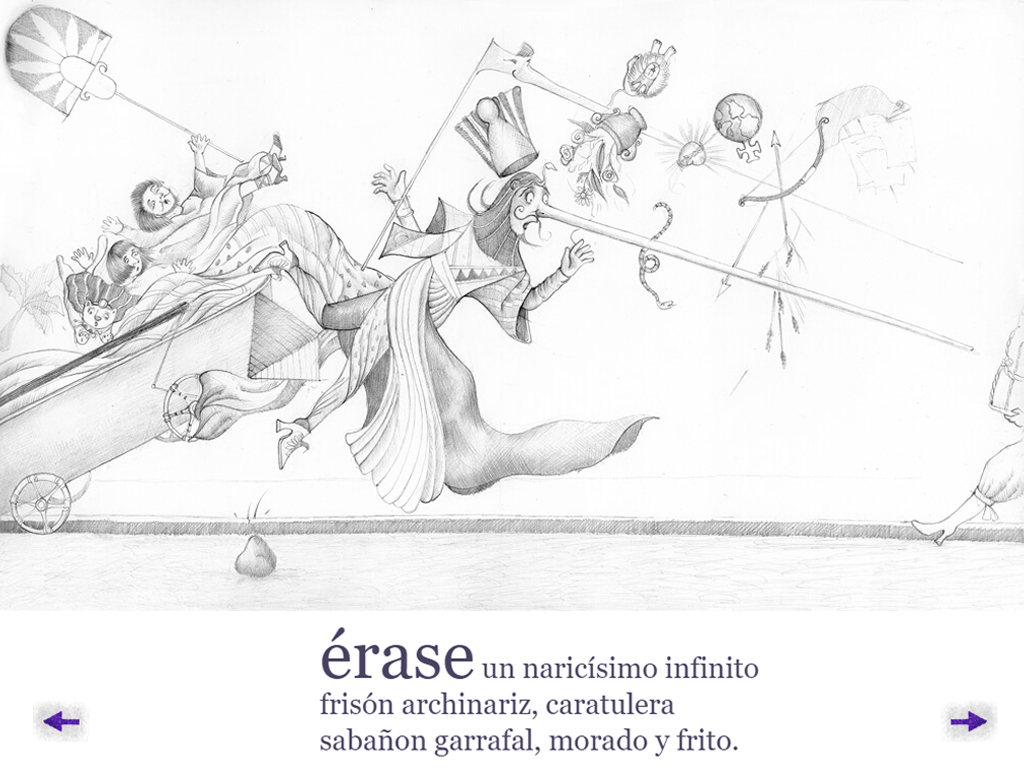 érase un naricísimo infinito
frisón archinariz, caratulera
sabañon garrafal, morado y frito.